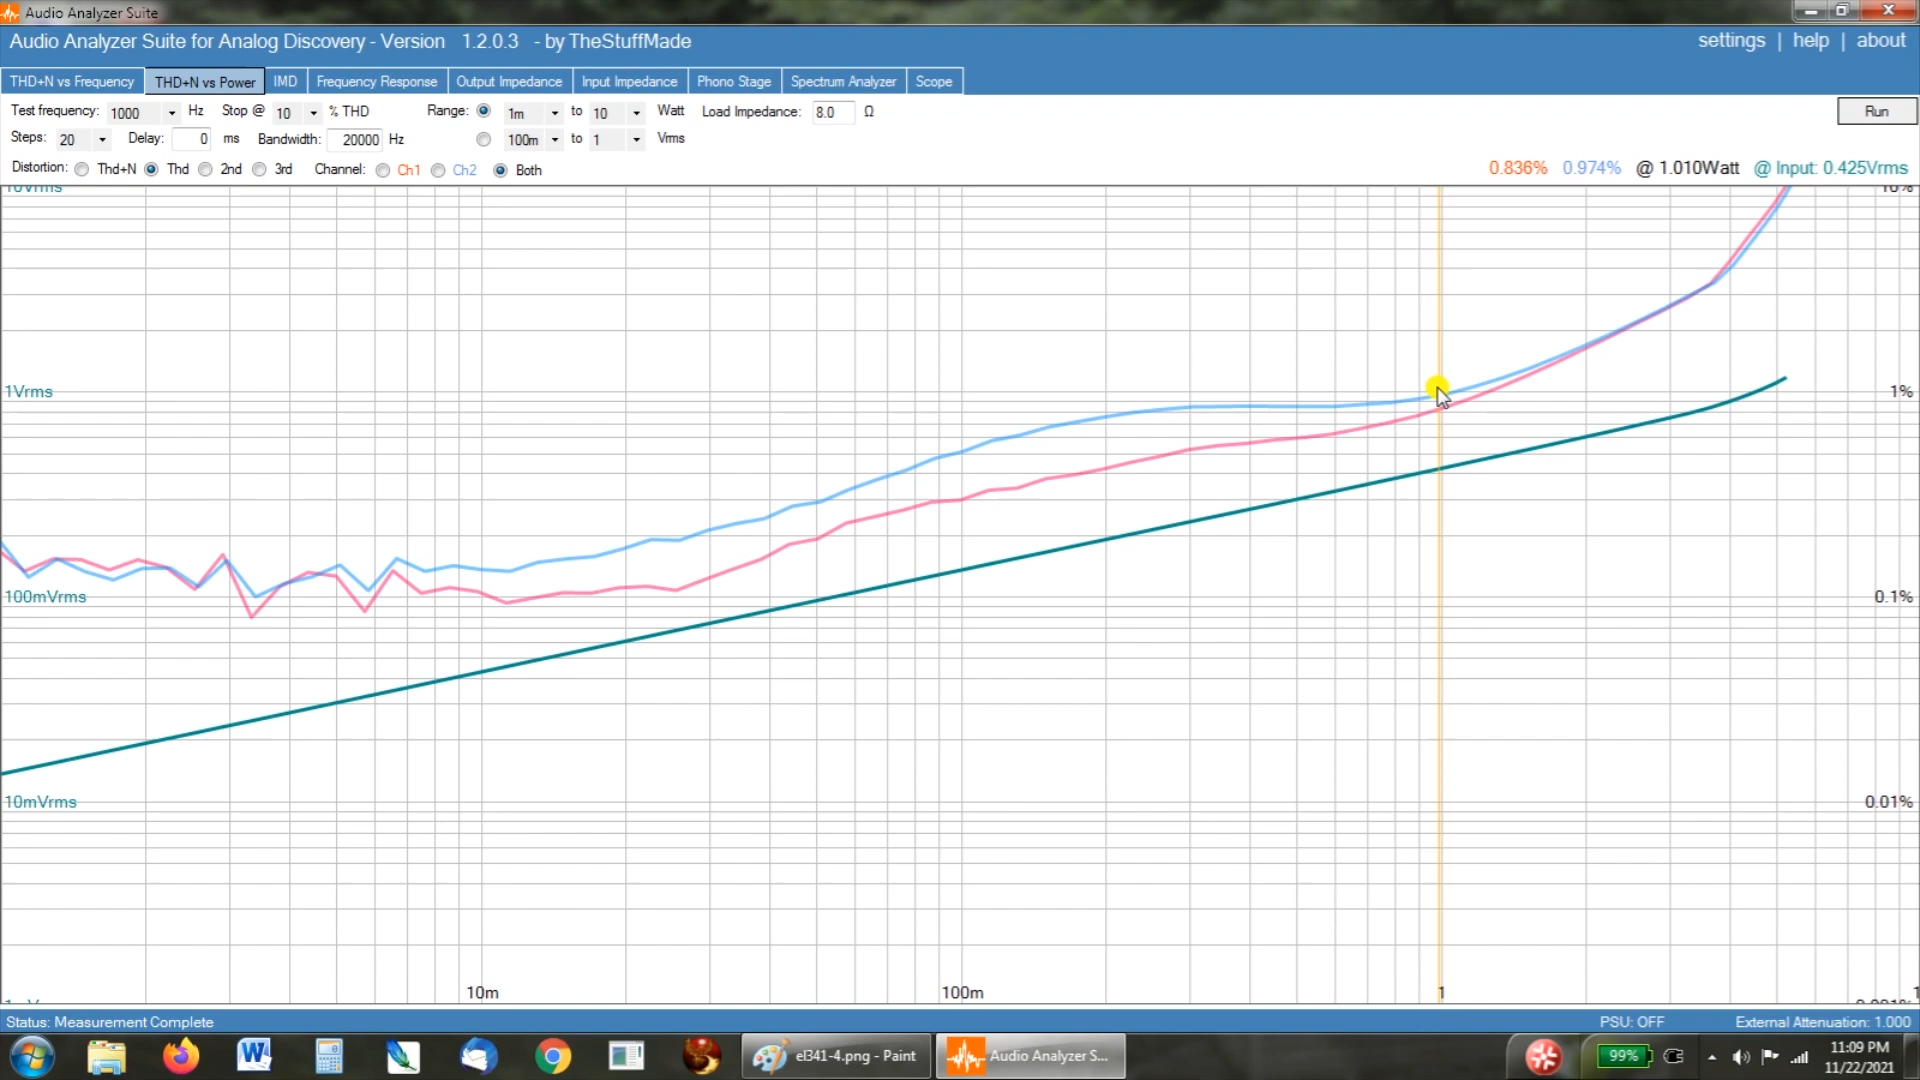 Audio Analyzer Suite
Audio Analyzer Suite for Analog Discovery - Version 1.2.0.3 - by TheStuffMade
settings | help | about
THD+N vs Frequency THD+N vs Power IMD Frequency Response Output Impedance Input Impedance Phono Stage Spectrum Analyzer Scope
Test frequency: 1000 Hz Stop @ 10 % THD Range: 1m to 10 Watt Load Impedance: 8.0 Ω Run
Steps: 20 Delay: 0 ms Bandwidth: 20000 Hz 100m to 1 Vrms
Distortion: Thd+N Thd 2nd 3rd Channel: Ch1 Ch2 Both 0.836% 0.974% @ 1.010Watt @ Input: 0.425Vrms
10Vrms 10%
1Vrms 1%
100mVrms 0.1%
10mVrms 0.01%
10m 100m 1
Status: Measurement Complete PSU: OFF External Attenuation: 1.000
el341-4.png - Paint Audio Analyzer S... 99% 11:09 PM
11/22/2021